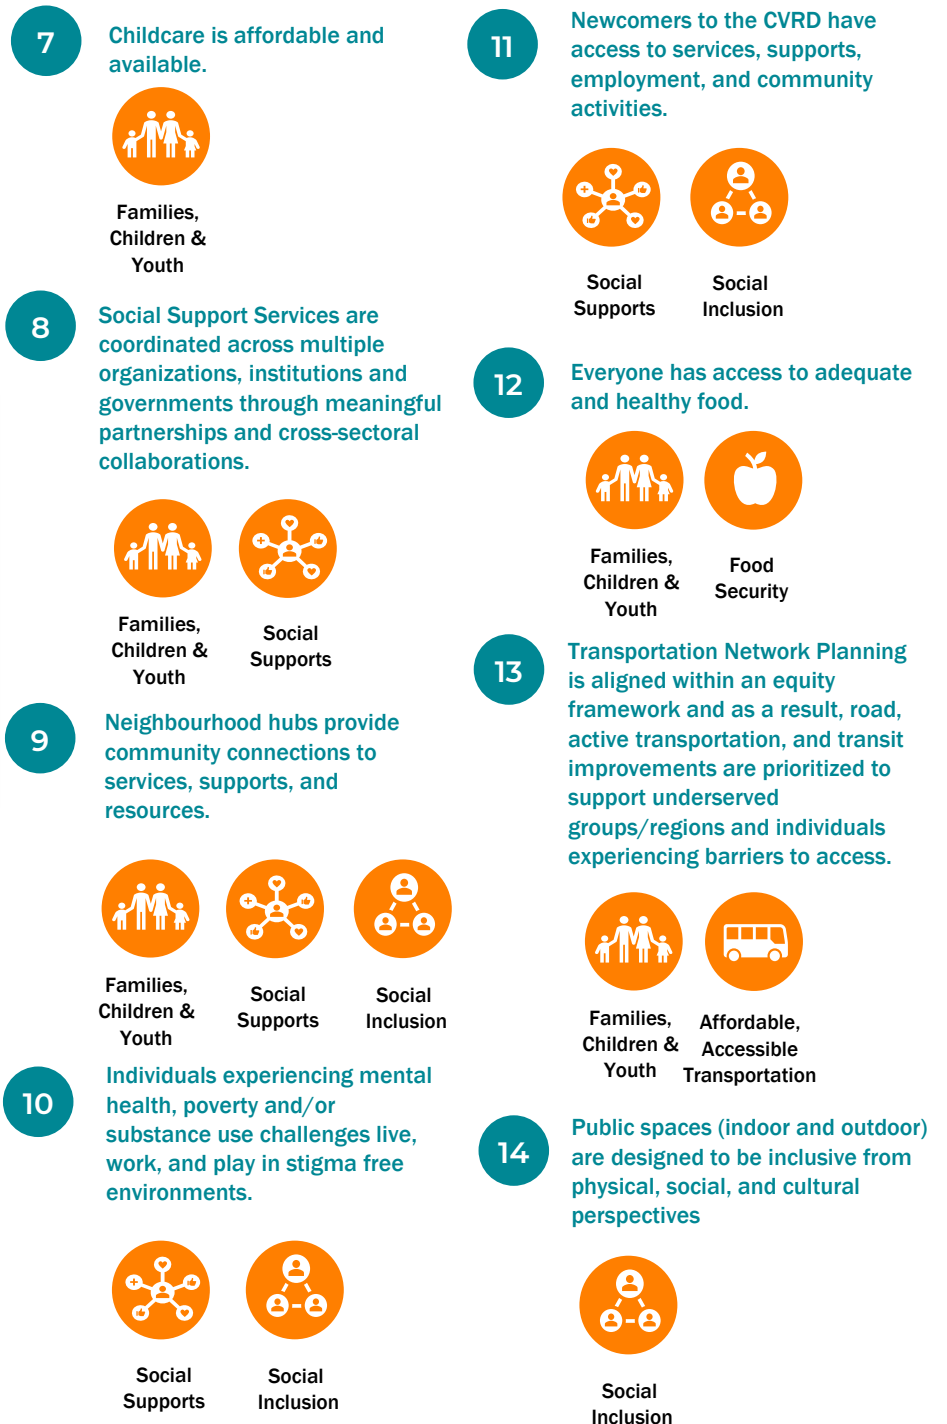 7
Childcare is affordable and
available.
Families,
Children &
Youth
8
Social Support Services are
coordinated across multiple
organizations, institutions and
governments through meaningful
partnerships and cross-sectoral
collaborations.
Families,
Children &
Youth
Social
Supports
9
Neighbourhood hubs provide
community connections to
services, supports, and
resources.
Families,
Children &
Youth
Social
Supports
Social
Inclusion
10
Individuals experiencing mental
health, poverty and/or
substance use challenges live,
work, and play in stigma free
environments.
Social
Supports
Social
Inclusion
11
Newcomers to the CVRD have
access to services, supports,
employment, and community
activities.
Social
Supports
Social
Inclusion
12
Everyone has access to adequate
and healthy food.
Families,
Children &
Youth
Food
Security
13
Transportation Network Planning
is aligned within an equity
framework and as a result, road,
active transportation, and transit
improvements are prioritized to
support underserved
groups/regions and individuals
experiencing barriers to access.
Families,
Children &
Youth
Affordable,
Accessible
Transportation
14
Public spaces (indoor and outdoor)
are designed to be inclusive from
physical, social, and cultural
perspectives
Social
Inclusion